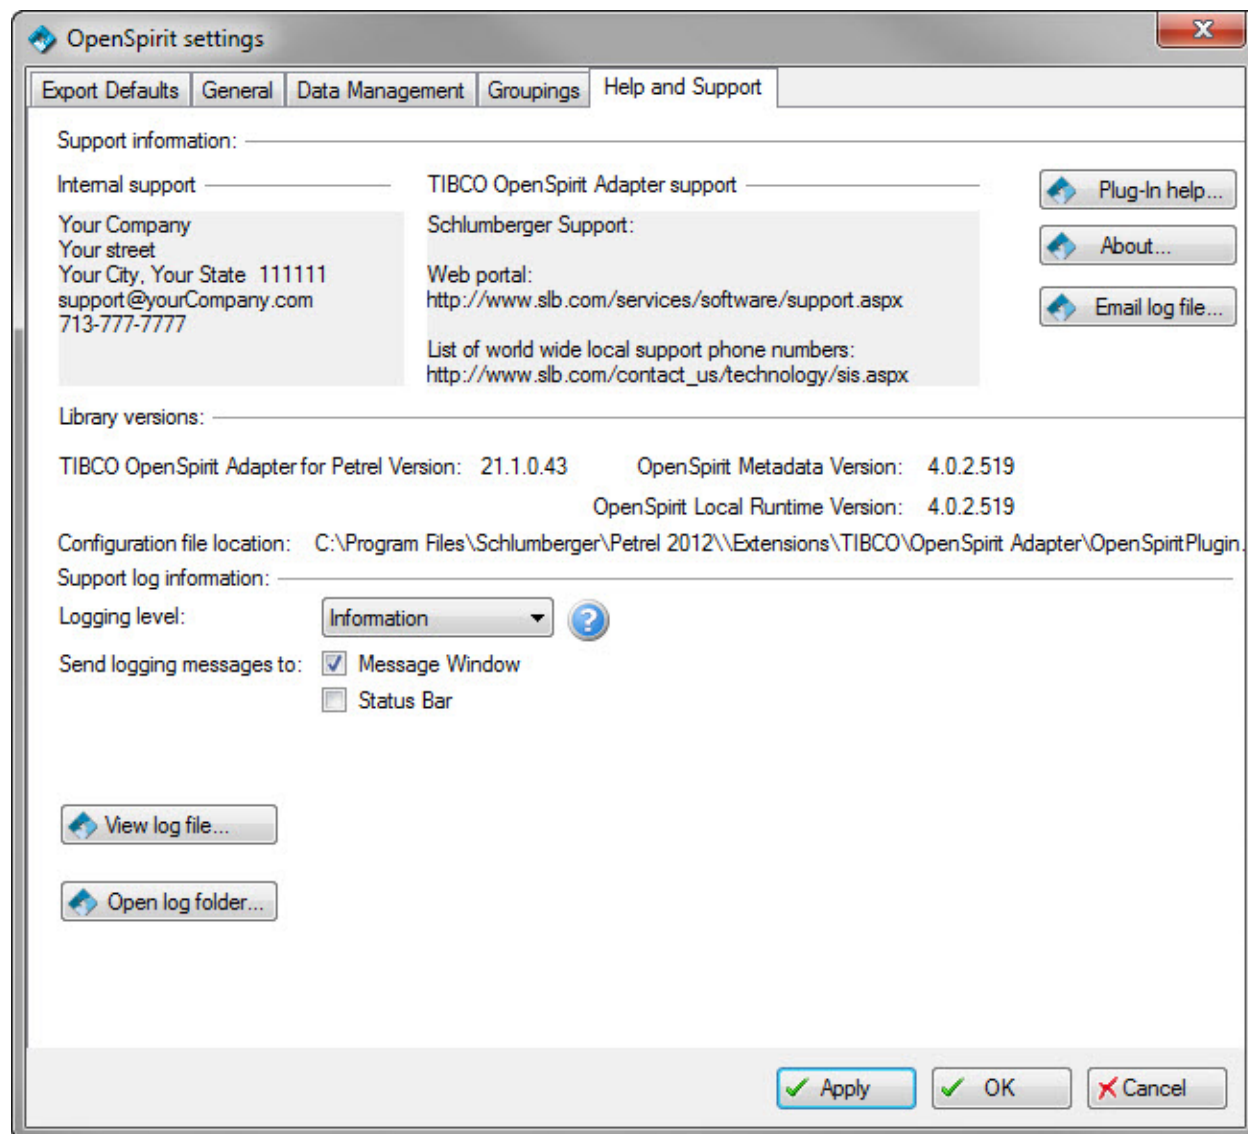 OpenSpirit settings
Export Defaults General Data Management Groupings Help and Support
Support information:
Internal support
Your Company
Your street
Your City, Your State 111111
support@yourCompany.com
713-777-7777
TIBCO OpenSpirit Adapter support
Schlumberger Support:
Web portal:
http://www.slb.com/services/software/support.aspx
List of world wide local support phone numbers:
http://www.slb.com/contact_us/technology/sis.aspx
Plug-In help...
About...
Email log file...
Library versions:
TIBCO OpenSpirit Adapter for Petrel Version: 21.1.0.43 OpenSpirit Metadata Version: 4.0.2.519
OpenSpirit Local Runtime Version: 4.0.2.519
Configuration file location: C:\Program Files\Schlumberger\Petrel 2012\\Extensions\TIBCO\OpenSpirit Adapter\OpenSpiritPlugin.
Support log information:
Logging level: Information ?
Send logging messages to: Message Window
Status Bar
View log file...
Open log folder...
Apply OK Cancel